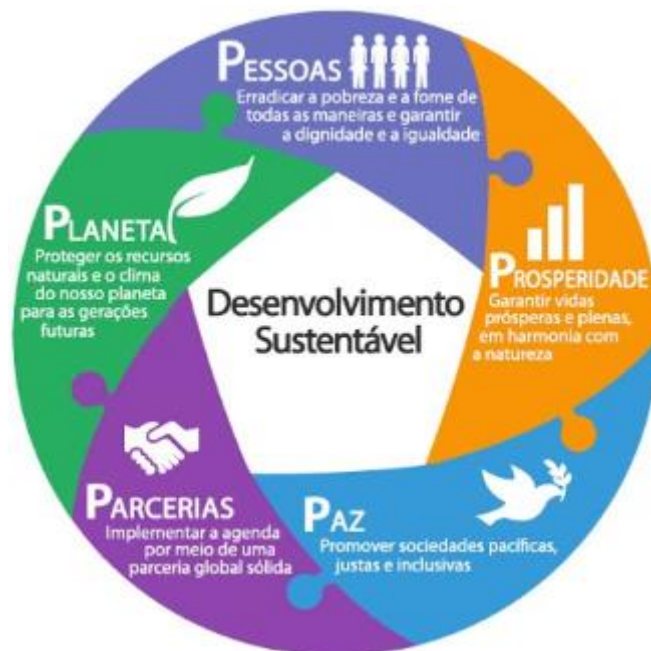 PESSOAS
Erradicar a pobreza e a fome de
todas as maneiras e garantir
a dignidade e a igualdade
PROSPERIDADE
Garantir vidas
prósperas e plenas,
em harmonia com
a natureza
PAZ
Promover sociedades pacíficas,
justas e inclusivas
PARCERIAS
Implementar a agenda
por meio de uma
parceria global sólida
PLANETA
Proteger os recursos
naturais e o clima
do nosso planeta
para as gerações
futuras
Desenvolvimento
Sustentável